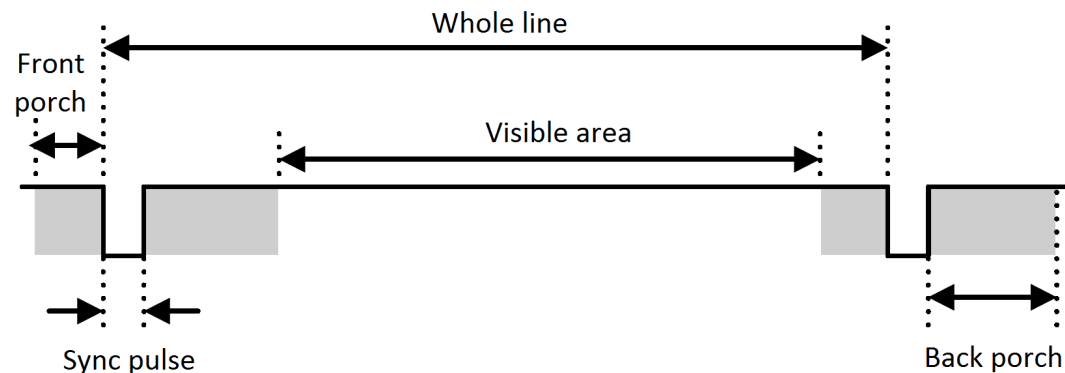 Whole line
Front
porch
Visible area
Sync pulse
Back porch